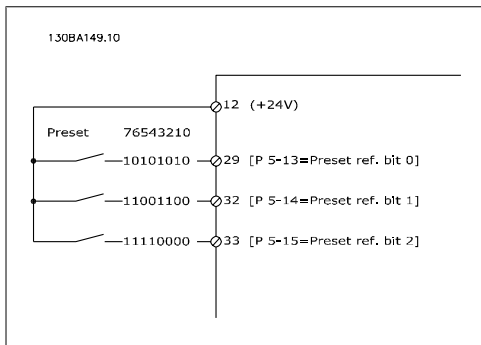 130BA149.10
12 (+24V)
Preset 76543210
10101010 29 [P 5-13=Preset ref. bit 0]
11001100 32 [P 5-14=Preset ref. bit 1]
11110000 33 [P 5-15=Preset ref. bit 2]